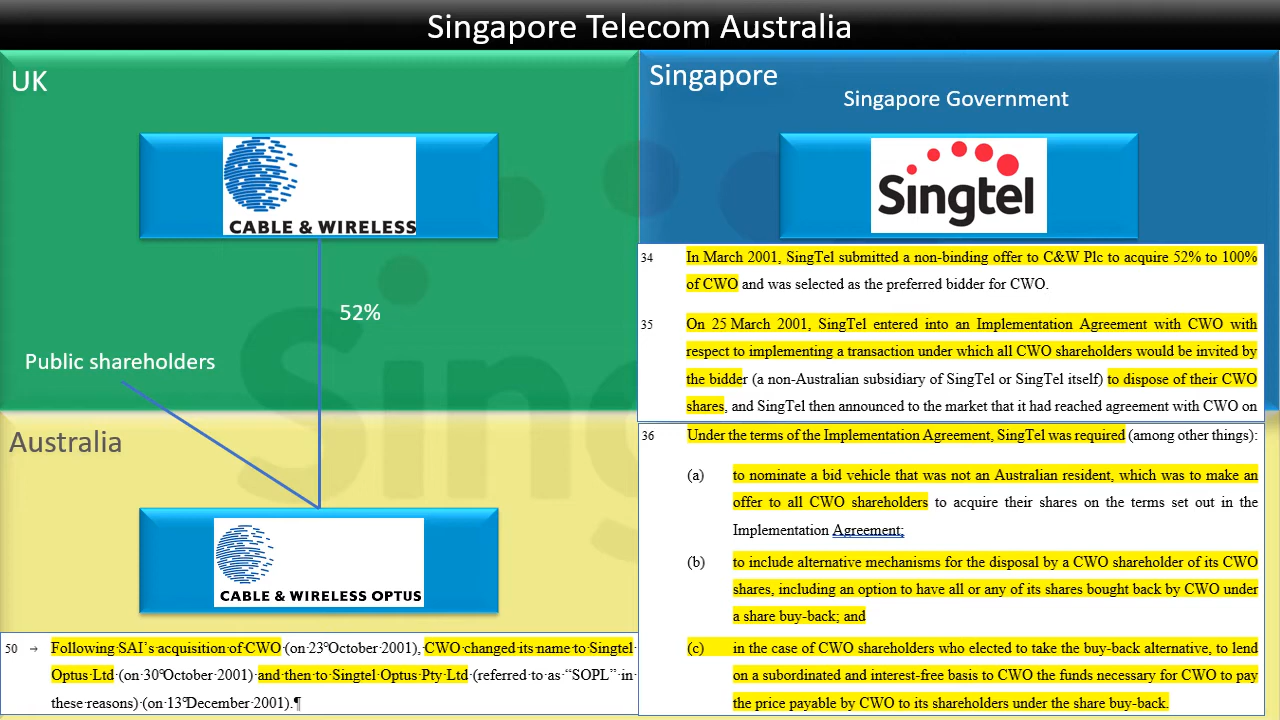 Singapore Telecom Australia
UK
Singapore
Singapore Government
CABLE & WIRELESS
Singtel
52%
Public shareholders
Australia
CABLE & WIRELESS OPTUS
34 In March 2001, SingTel submitted a non-binding offer to C&W Plc to acquire 52% to 100%
of CWO and was selected as the preferred bidder for CWO.
35 On 25 March 2001, SingTel entered into an Implementation Agreement with CWO with
respect to implementing a transaction under which all CWO shareholders would be invited by
the bidder (a non-Australian subsidiary of SingTel or SingTel itself) to dispose of their CWO
shares, and SingTel then announced to the market that it had reached agreement with CWO on
36 Under the terms of the Implementation Agreement, SingTel was required (among other things):
(a) to nominate a bid vehicle that was not an Australian resident, which was to make an
offer to all CWO shareholders to acquire their shares on the terms set out in the
Implementation Agreement;
(b) to include alternative mechanisms for the disposal by a CWO shareholder of its CWO
shares, including an option to have all or any of its shares bought back by CWO under
a share buy-back; and
(c) in the case of CWO shareholders who elected to take the buy-back alternative, to lend
on a subordinated and interest-free basis to CWO the funds necessary for CWO to pay
the price payable by CWO to its shareholders under the share buy-back.
50 → Following·SAI's·acquisition·of·CWO·(on·23°October·2001),·CWO·changed·its·name·to·Singtel·
Optus·Ltd·(on·30°October·2001)·and·then·to·Singtel·Optus·Pty·Ltd·(referred·to·as·“SOPL”·in·
these·reasons)·(on·13°December·2001).¶
Singtel